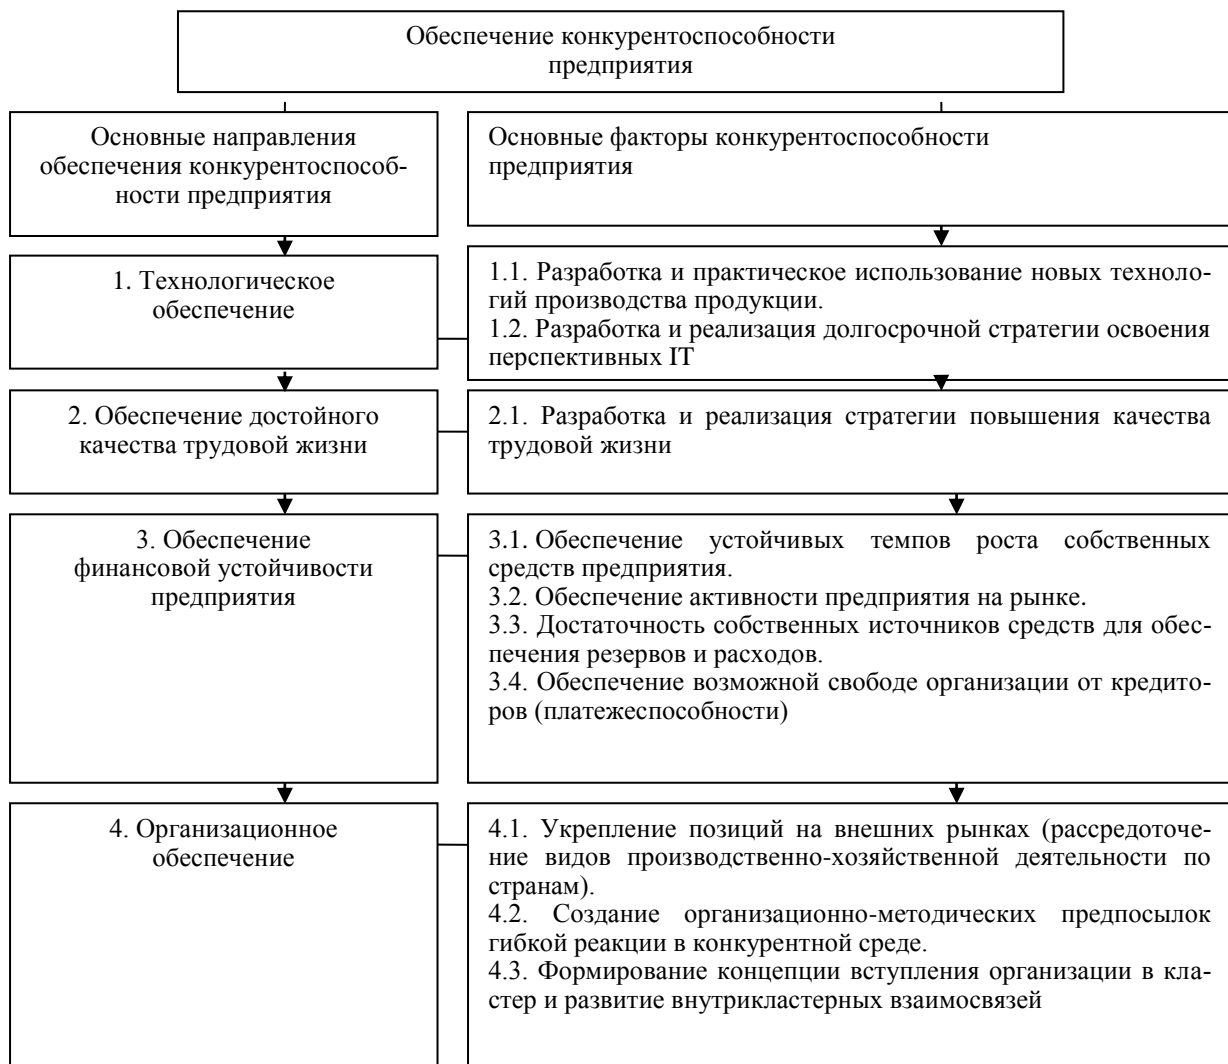 Обеспечение конкурентоспособности
предприятия
Основные направления
обеспечения конкурентоспособ-
ности предприятия
Основные факторы конкурентоспособности
предприятия
1. Технологическое
обеспечение
1.1. Разработка и практическое использование новых техноло-
гий производства продукции.
1.2. Разработка и реализация долгосрочной стратегии освоения
перспективных IT
2. Обеспечение достойного
качества трудовой жизни
2.1. Разработка и реализация стратегии повышения качества
трудовой жизни
3. Обеспечение
финансовой устойчивости
предприятия
3.1. Обеспечение устойчивых темпов роста собственных
средств предприятия.
3.2. Обеспечение активности предприятия на рынке.
3.3. Достаточность собственных источников средств для обес-
печения резервов и расходов.
3.4. Обеспечение возможной свободе организации от кредито-
ров (платежеспособности)
4. Организационное
обеспечение
4.1. Укрепление позиций на внешних рынках (рассредоточе-
ние видов производственно-хозяйственной деятельности по
странам).
4.2. Создание организационно-методических предпосылок
гибкой реакции в конкурентной среде.
4.3. Формирование концепции вступления организации в кла-
стер и развитие внутрикластерных взаимосвязей